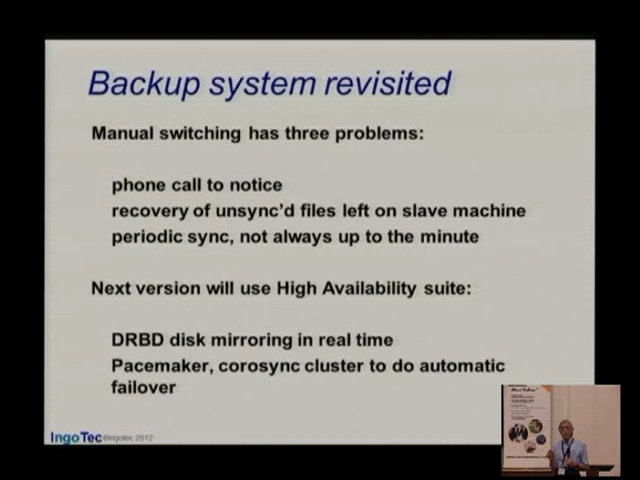 Backup system revisited
Manual switching has three problems:
phone call to notice
recovery of unsync'd files left on slave machine
periodic sync, not always up to the minute
Next version will use High Availability suite:
DRBD disk mirroring in real time
Pacemaker, corosync cluster to do automatic
failover
IngoTec ©Ingotec 2012